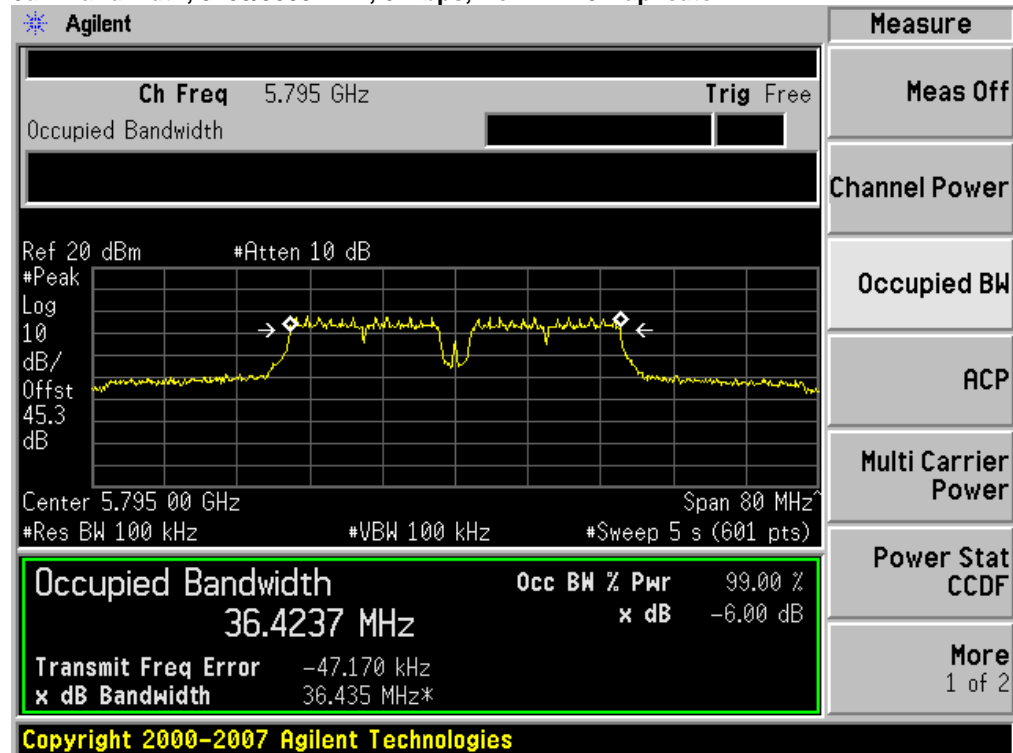 Agilent
Measure
Ch Freq 5.795 GHz Trig Free
Occupied Bandwidth
Meas Off
Channel Power
Occupied BW
ACP
Multi Carrier
Power
Power Stat
CCDF
More
1 of 2
Ref 20 dBm #Atten 10 dB
#Peak
Log
10
dB/
Offst
45.3
dB
Center 5.795 00 GHz Span 80 MHz^
#Res BW 100 kHz #VBW 100 kHz #Sweep 5 s (601 pts)
Occupied Bandwidth Occ BW % Pwr 99.00 %
36.4237 MHz x dB -6.00 dB
Transmit Freq Error -47.170 kHz
x dB Bandwidth 36.435 MHz*
Copyright 2000-2007 Agilent Technologies